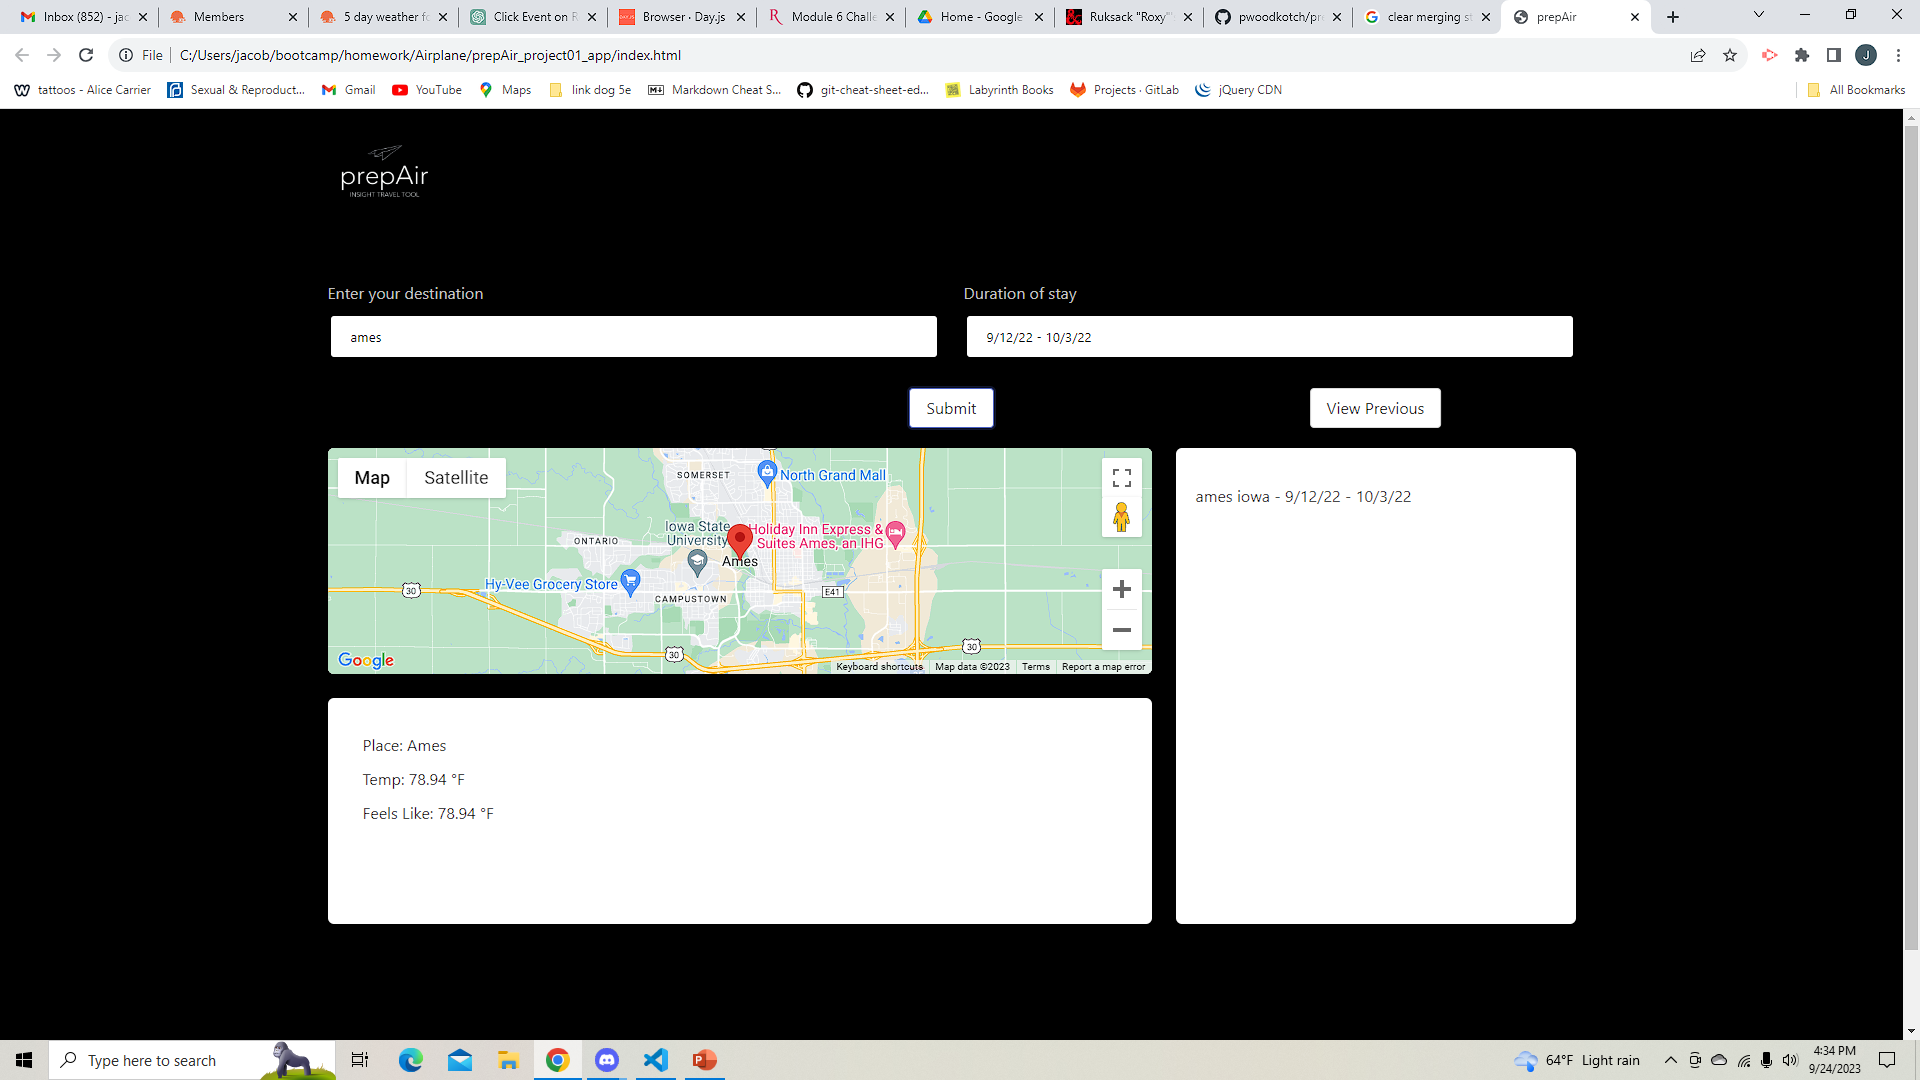 Inbox (852) - jac
Members
5 day weather fo
Click Event on R
Browser · Day.js
Module 6 Challe
Home - Google
Ruksack "Roxy"
pwoodkotch/pre
clear merging st
prepAir
File
C:/Users/jacob/bootcamp/homework/Airplane/prepAir_project01_app/index.html
J
tattoos - Alice Carrier
Sexual & Reproduct...
Gmail
YouTube
Maps
link dog 5e
Markdown Cheat S...
git-cheat-sheet-ed...
Labyrinth Books
Projects · GitLab
jQuery CDN
All Bookmarks
prepAir
INSIGHT TRAVEL TOOL
Enter your destination
Duration of stay
ames
9/12/22 - 10/3/22
Submit
View Previous
Map
Satellite
SOMERSET
North Grand Mall
Iowa State
University
Holiday Inn Express &
Suites Ames, an IHG
ONTARIO
Ames
Hy-Vee Grocery Store
CAMPUSTOWN
E41
30
30
30
Google
Keyboard shortcuts
Map data ©2023
Terms
Report a map error
ames iowa - 9/12/22 - 10/3/22
Place: Ames
Temp: 78.94 °F
Feels Like: 78.94 °F
Type here to search
64°F Light rain
4:34 PM
9/24/2023